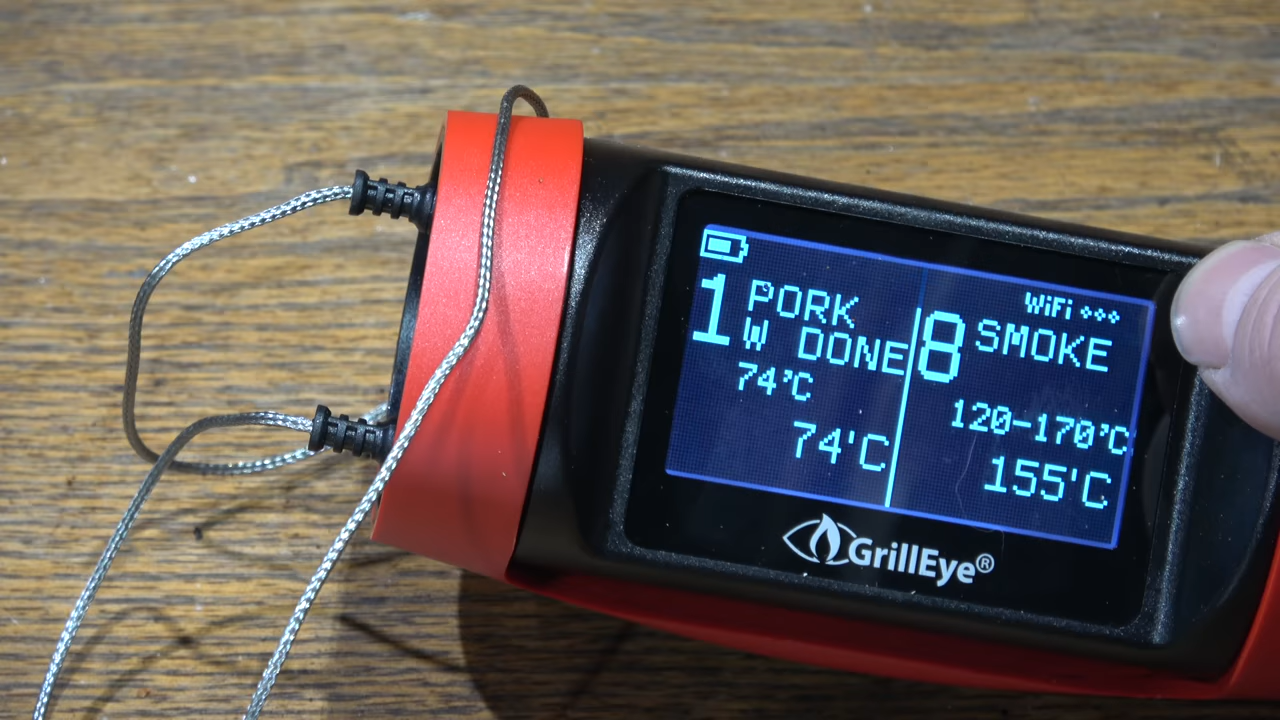 1 PORK
W DONE
74°C
74°C
WiFi
8 SMOKE
120-170°C
155°C
GrillEye®